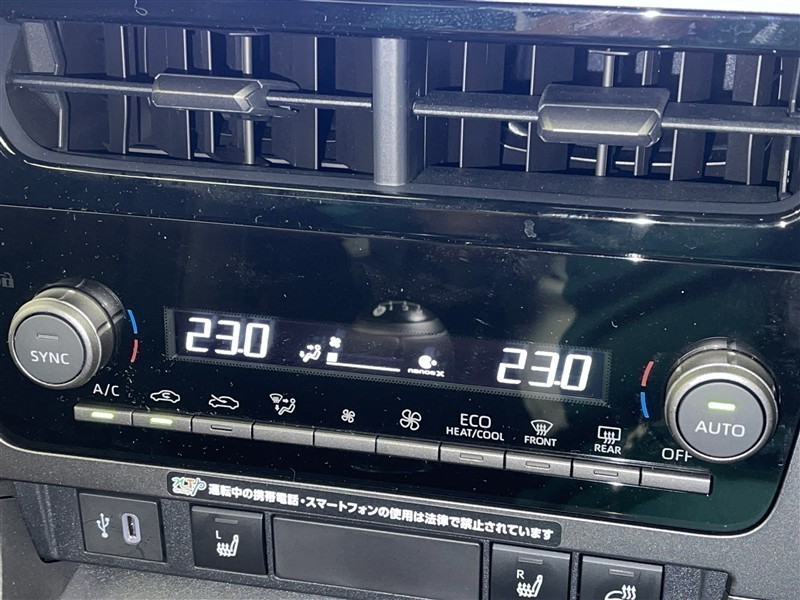 23.0
nanoe X
23.0
SYNC
A/C
ECO
HEAT/COOL
FRONT
REAR
OFF
AUTO
運転中の携帯電話・スマートフォンの使用は法律で禁止されています
L
R